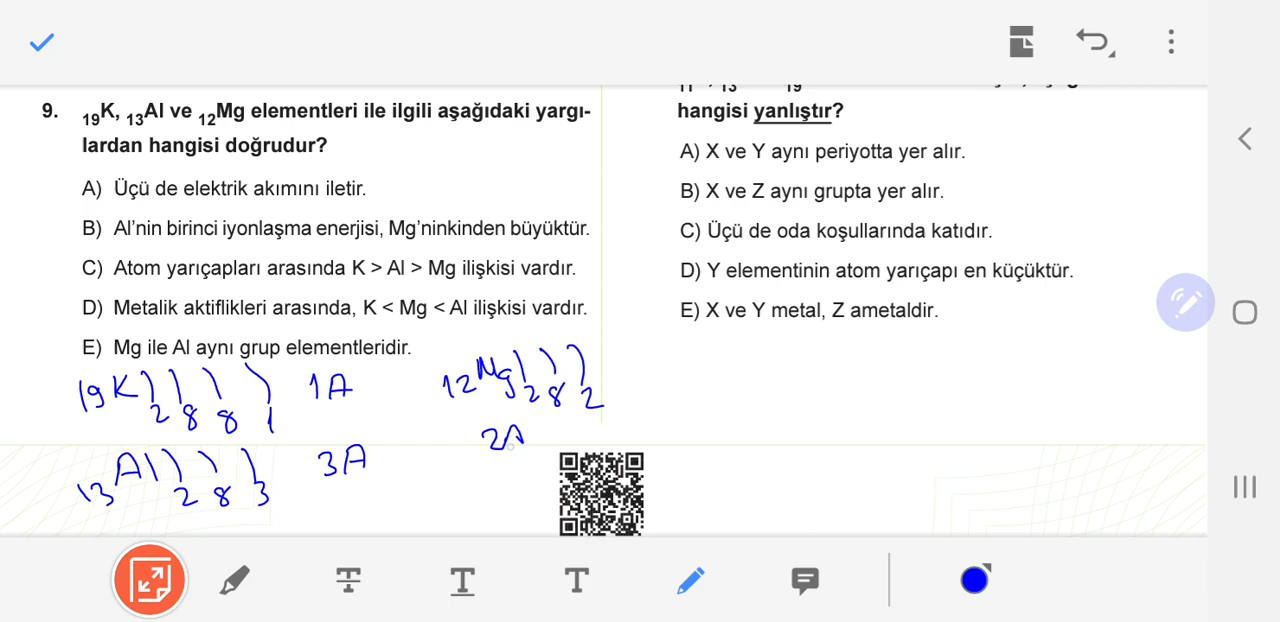 9. 19K, 13Al ve 12Mg elementleri ile ilgili aşağıdaki yargı-
lardan hangisi doğrudur?
A) Üçü de elektrik akımını iletir.
B) Al’nin birinci iyonlaşma enerjisi, Mg’ninkinden büyüktür.
C) Atom yarıçapları arasında K > Al > Mg ilişkisi vardır.
D) Metalik aktiflikleri arasında, K < Mg < Al ilişkisi vardır.
E) Mg ile Al aynı grup elementleridir.
19K ) ) ) ) 1A
2 8 8 1
13Al ) ) ) 3A
2 8 3
12Mg ) ) )
2 8 2
2A
hangisi yanlıştır?
A) X ve Y aynı periyotta yer alır.
B) X ve Z aynı grupta yer alır.
C) Üçü de oda koşullarında katıdır.
D) Y elementinin atom yarıçapı en küçüktür.
E) X ve Y metal, Z ametaldir.
T T T